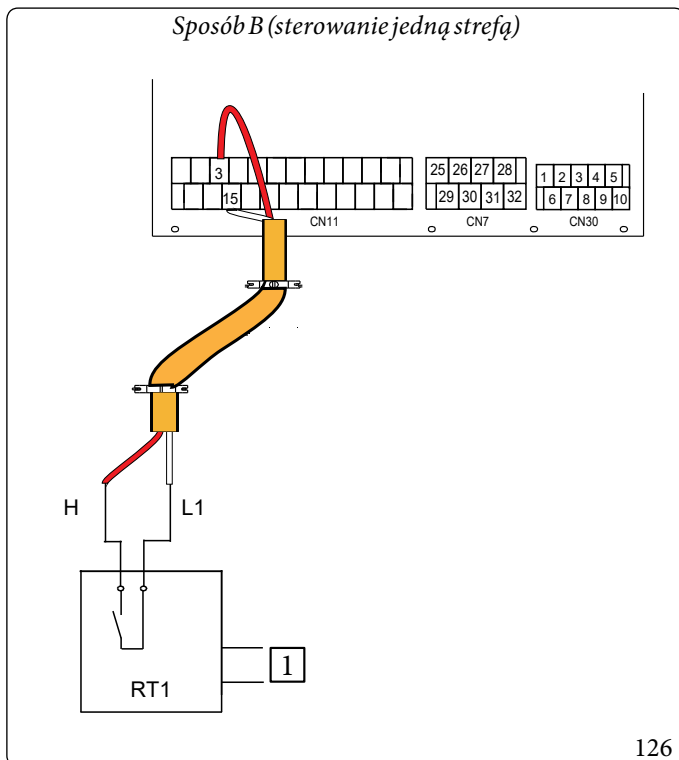 Sposób B (sterowanie jedną strefą)
3
15
CN11
25 26 27 28
29 30 31 32
CN7
1 2 3 4 5
6 7 8 9 10
CN30
H L1
RT1
1
126